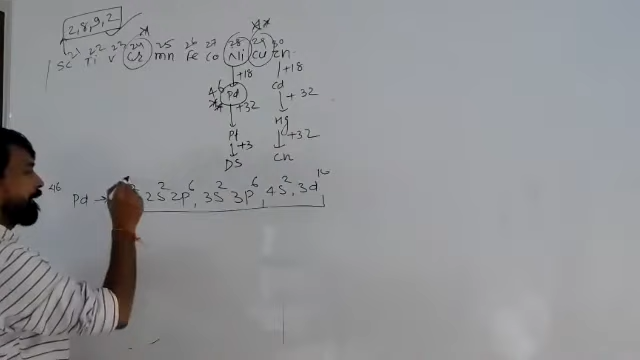 2,8,9,2
21 22 23 24 25 26 27 28 29 30
Sc Ti V Cr mn Fe Co Ni Cu Zn
+18 +18
46 Pd Cd
+32 + 32
Pt Hg
+3 +32
DS Cn
46 Pd → 2S² 2P⁶, 3S² 3P⁶, 4S², 3d¹⁰